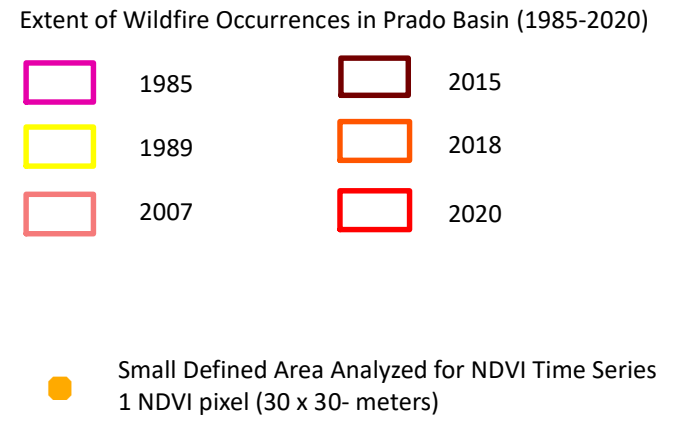 Extent of Wildfire Occurrences in Prado Basin (1985-2020)
1985
1989
2007
2015
2018
2020
Small Defined Area Analyzed for NDVI Time Series
1 NDVI pixel (30 x 30- meters)